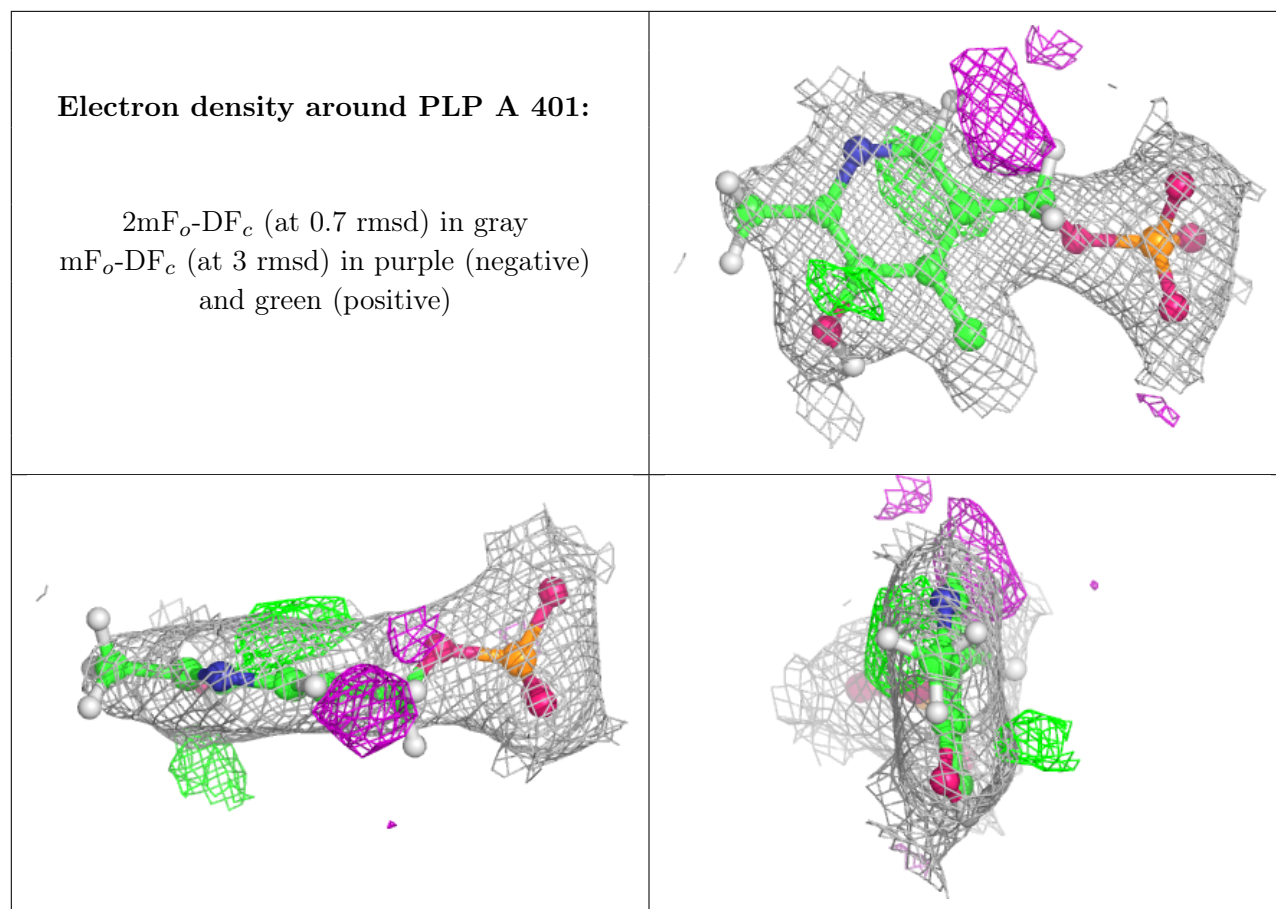 Electron density around PLP A 401:
2mFo-DFc (at 0.7 rmsd) in gray
mFo-DFc (at 3 rmsd) in purple (negative)
and green (positive)